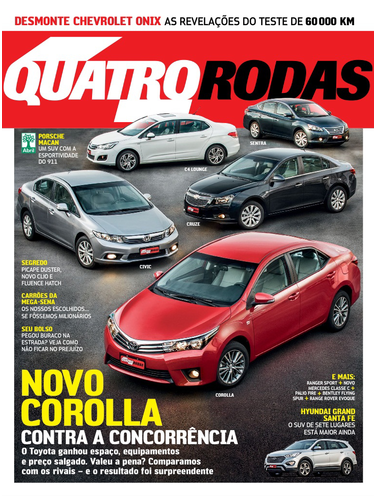 DESMONTE CHEVROLET ONIX AS REVELAÇÕES DO TESTE DE 60 000 KM
QUATRO RODAS
Abril
PORSCHE
MACAN
UM SUV COM A
ESPORTIVIDADE
DO 911
C4 LOUNGE
SENTRA
CRUZE
CIVIC
SEGREDO
PICAPE DUSTER,
NOVO CLIO E
FLUENCE HATCH
CARRÕES DA
MEGA-SENA
OS NOSSOS ESCOLHIDOS...
SE FÔSSEMOS MILIONÁRIOS
SEU BOLSO
PEGOU BURACO NA
ESTRADA? VEJA COMO
NÃO FICAR NO PREJUÍZO
COROLLA
NOVO
COROLLA
CONTRA A CONCORRÊNCIA
O Toyota ganhou espaço, equipamentos
e preço salgado. Valeu a pena? Comparamos
com os rivais – e o resultado foi surpreendente
E MAIS:
RANGER SPORT + NOVO
MERCEDES CLASSE C +
PALIO FIRE + BENTLEY FLYING
SPUR + RANGE ROVER EVOQUE
HYUNDAI GRAND
SANTA FE
O SUV DE SETE LUGARES
ESTÁ MAIOR AINDA